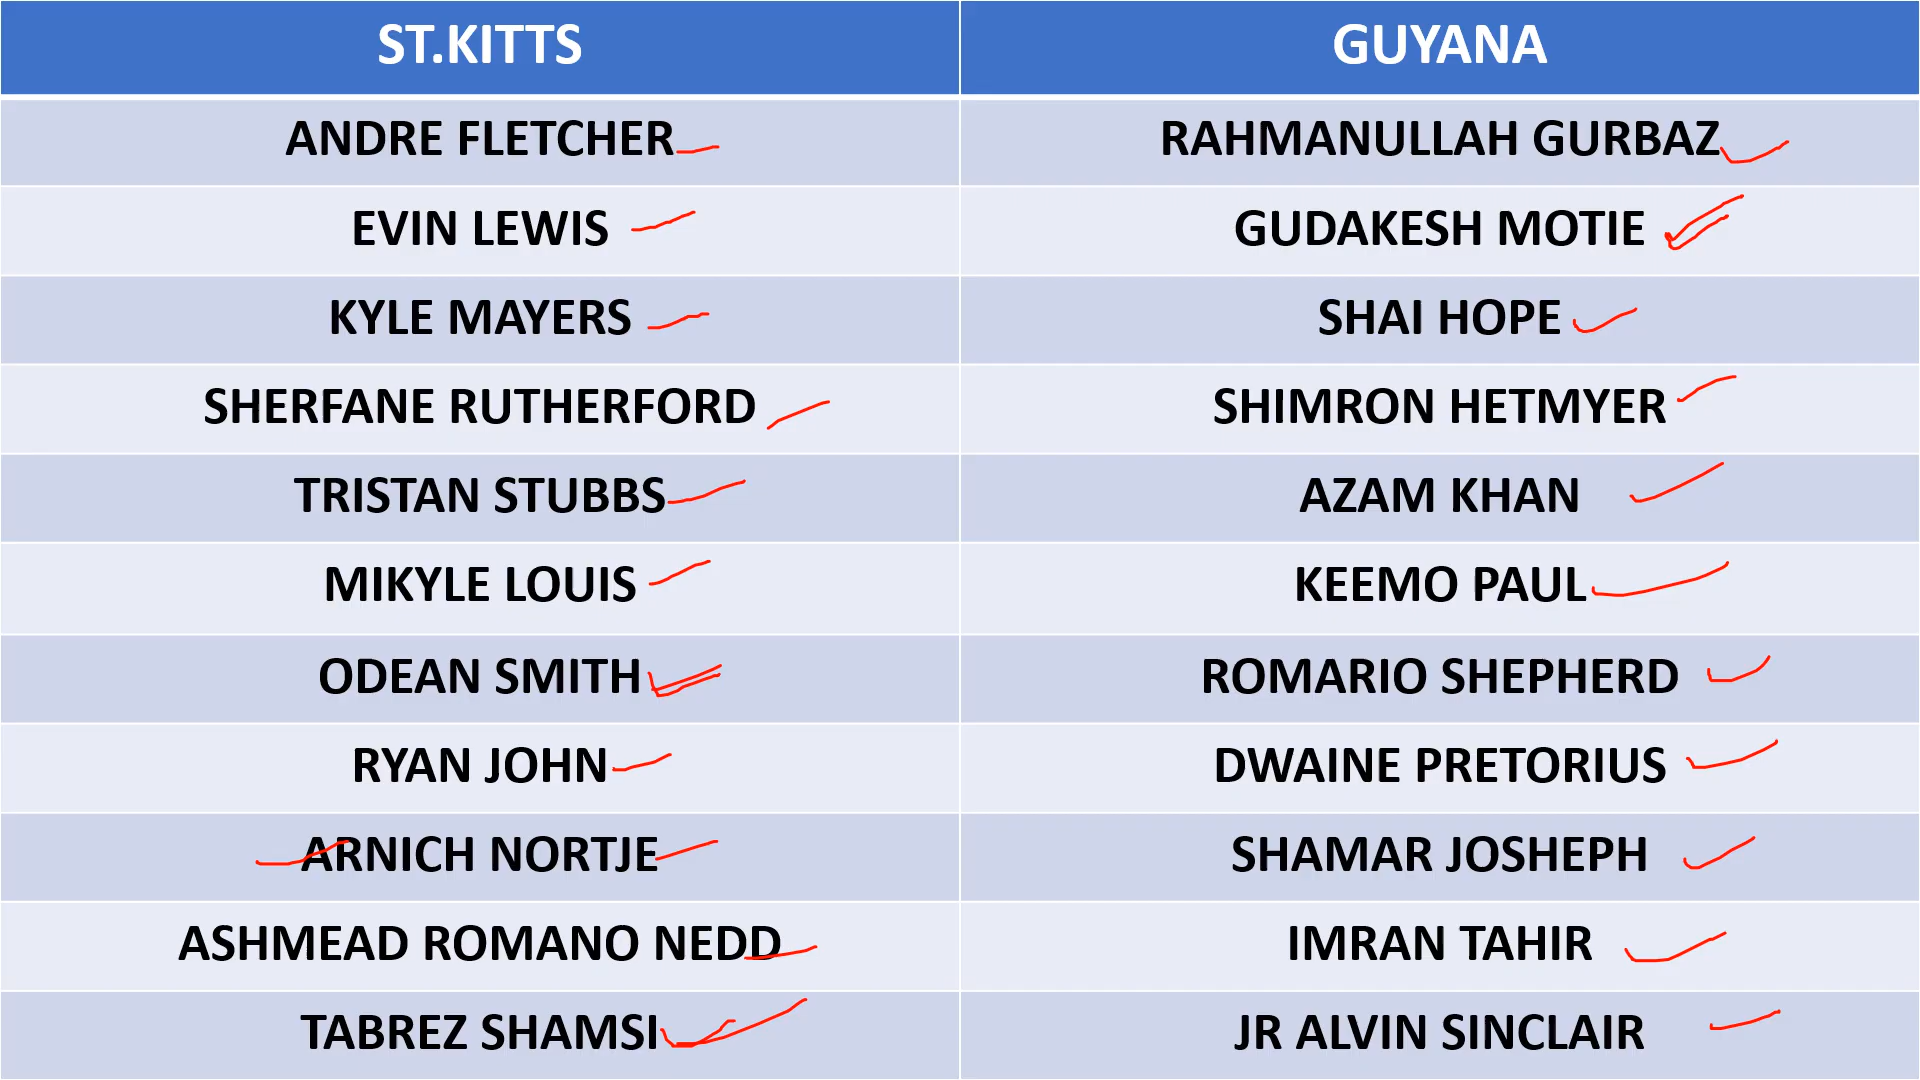 ST.KITTS GUYANA
ANDRE FLETCHER RAHMANULLAH GURBAZ
EVIN LEWIS GUDAKESH MOTIE
KYLE MAYERS SHAI HOPE
SHERFANE RUTHERFORD SHIMRON HETMYER
TRISTAN STUBBS AZAM KHAN
MIKYLE LOUIS KEEMO PAUL
ODEAN SMITH ROMARIO SHEPHERD
RYAN JOHN DWAINE PRETORIUS
ARNICH NORTJE SHAMAR JOSHEPH
ASHMEAD ROMANO NEDD IMRAN TAHIR
TABREZ SHAMSI JR ALVIN SINCLAIR